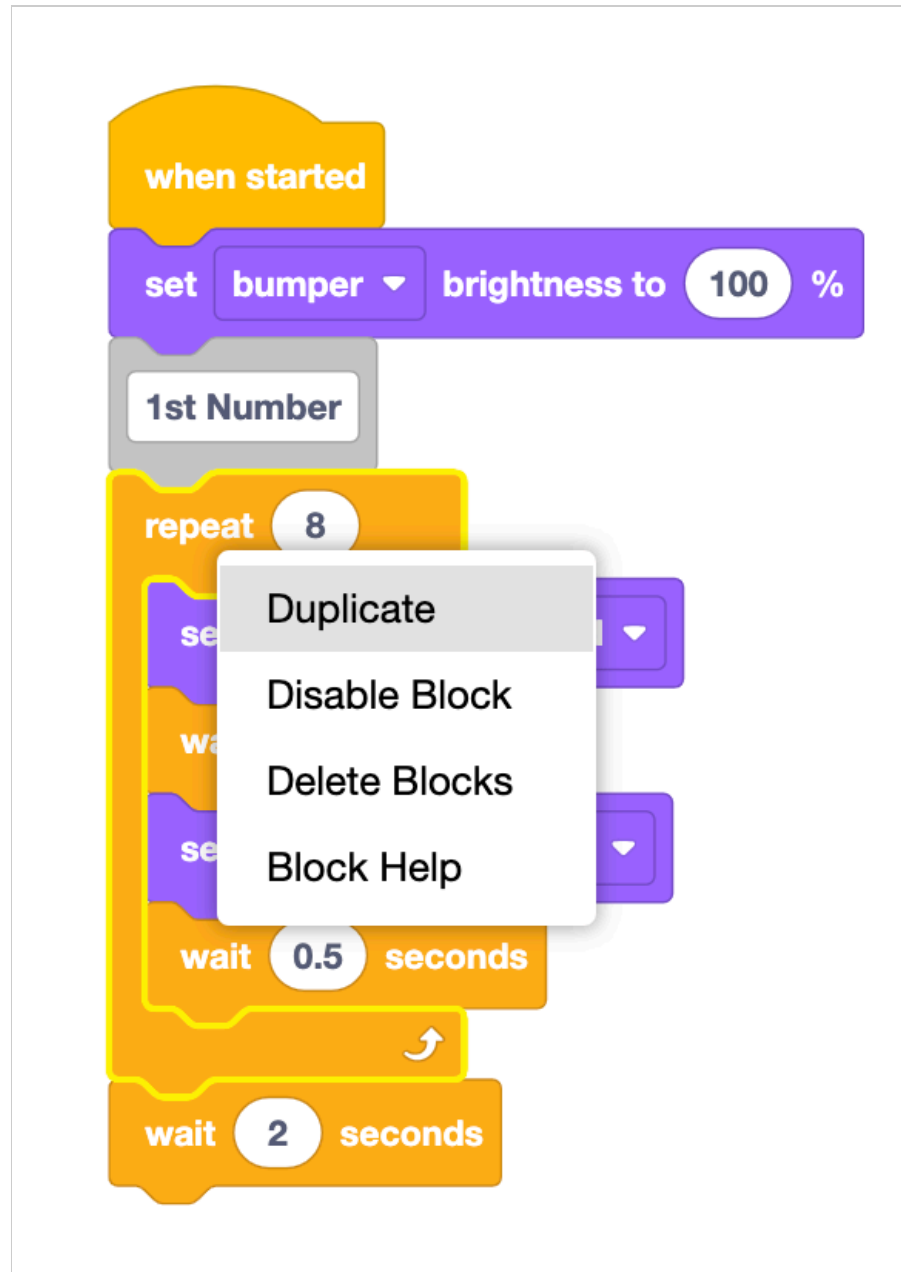 when started
set bumper brightness to 100 %
1st Number
repeat 8
Duplicate
Disable Block
Delete Blocks
Block Help
wait 0.5 seconds
wait 2 seconds